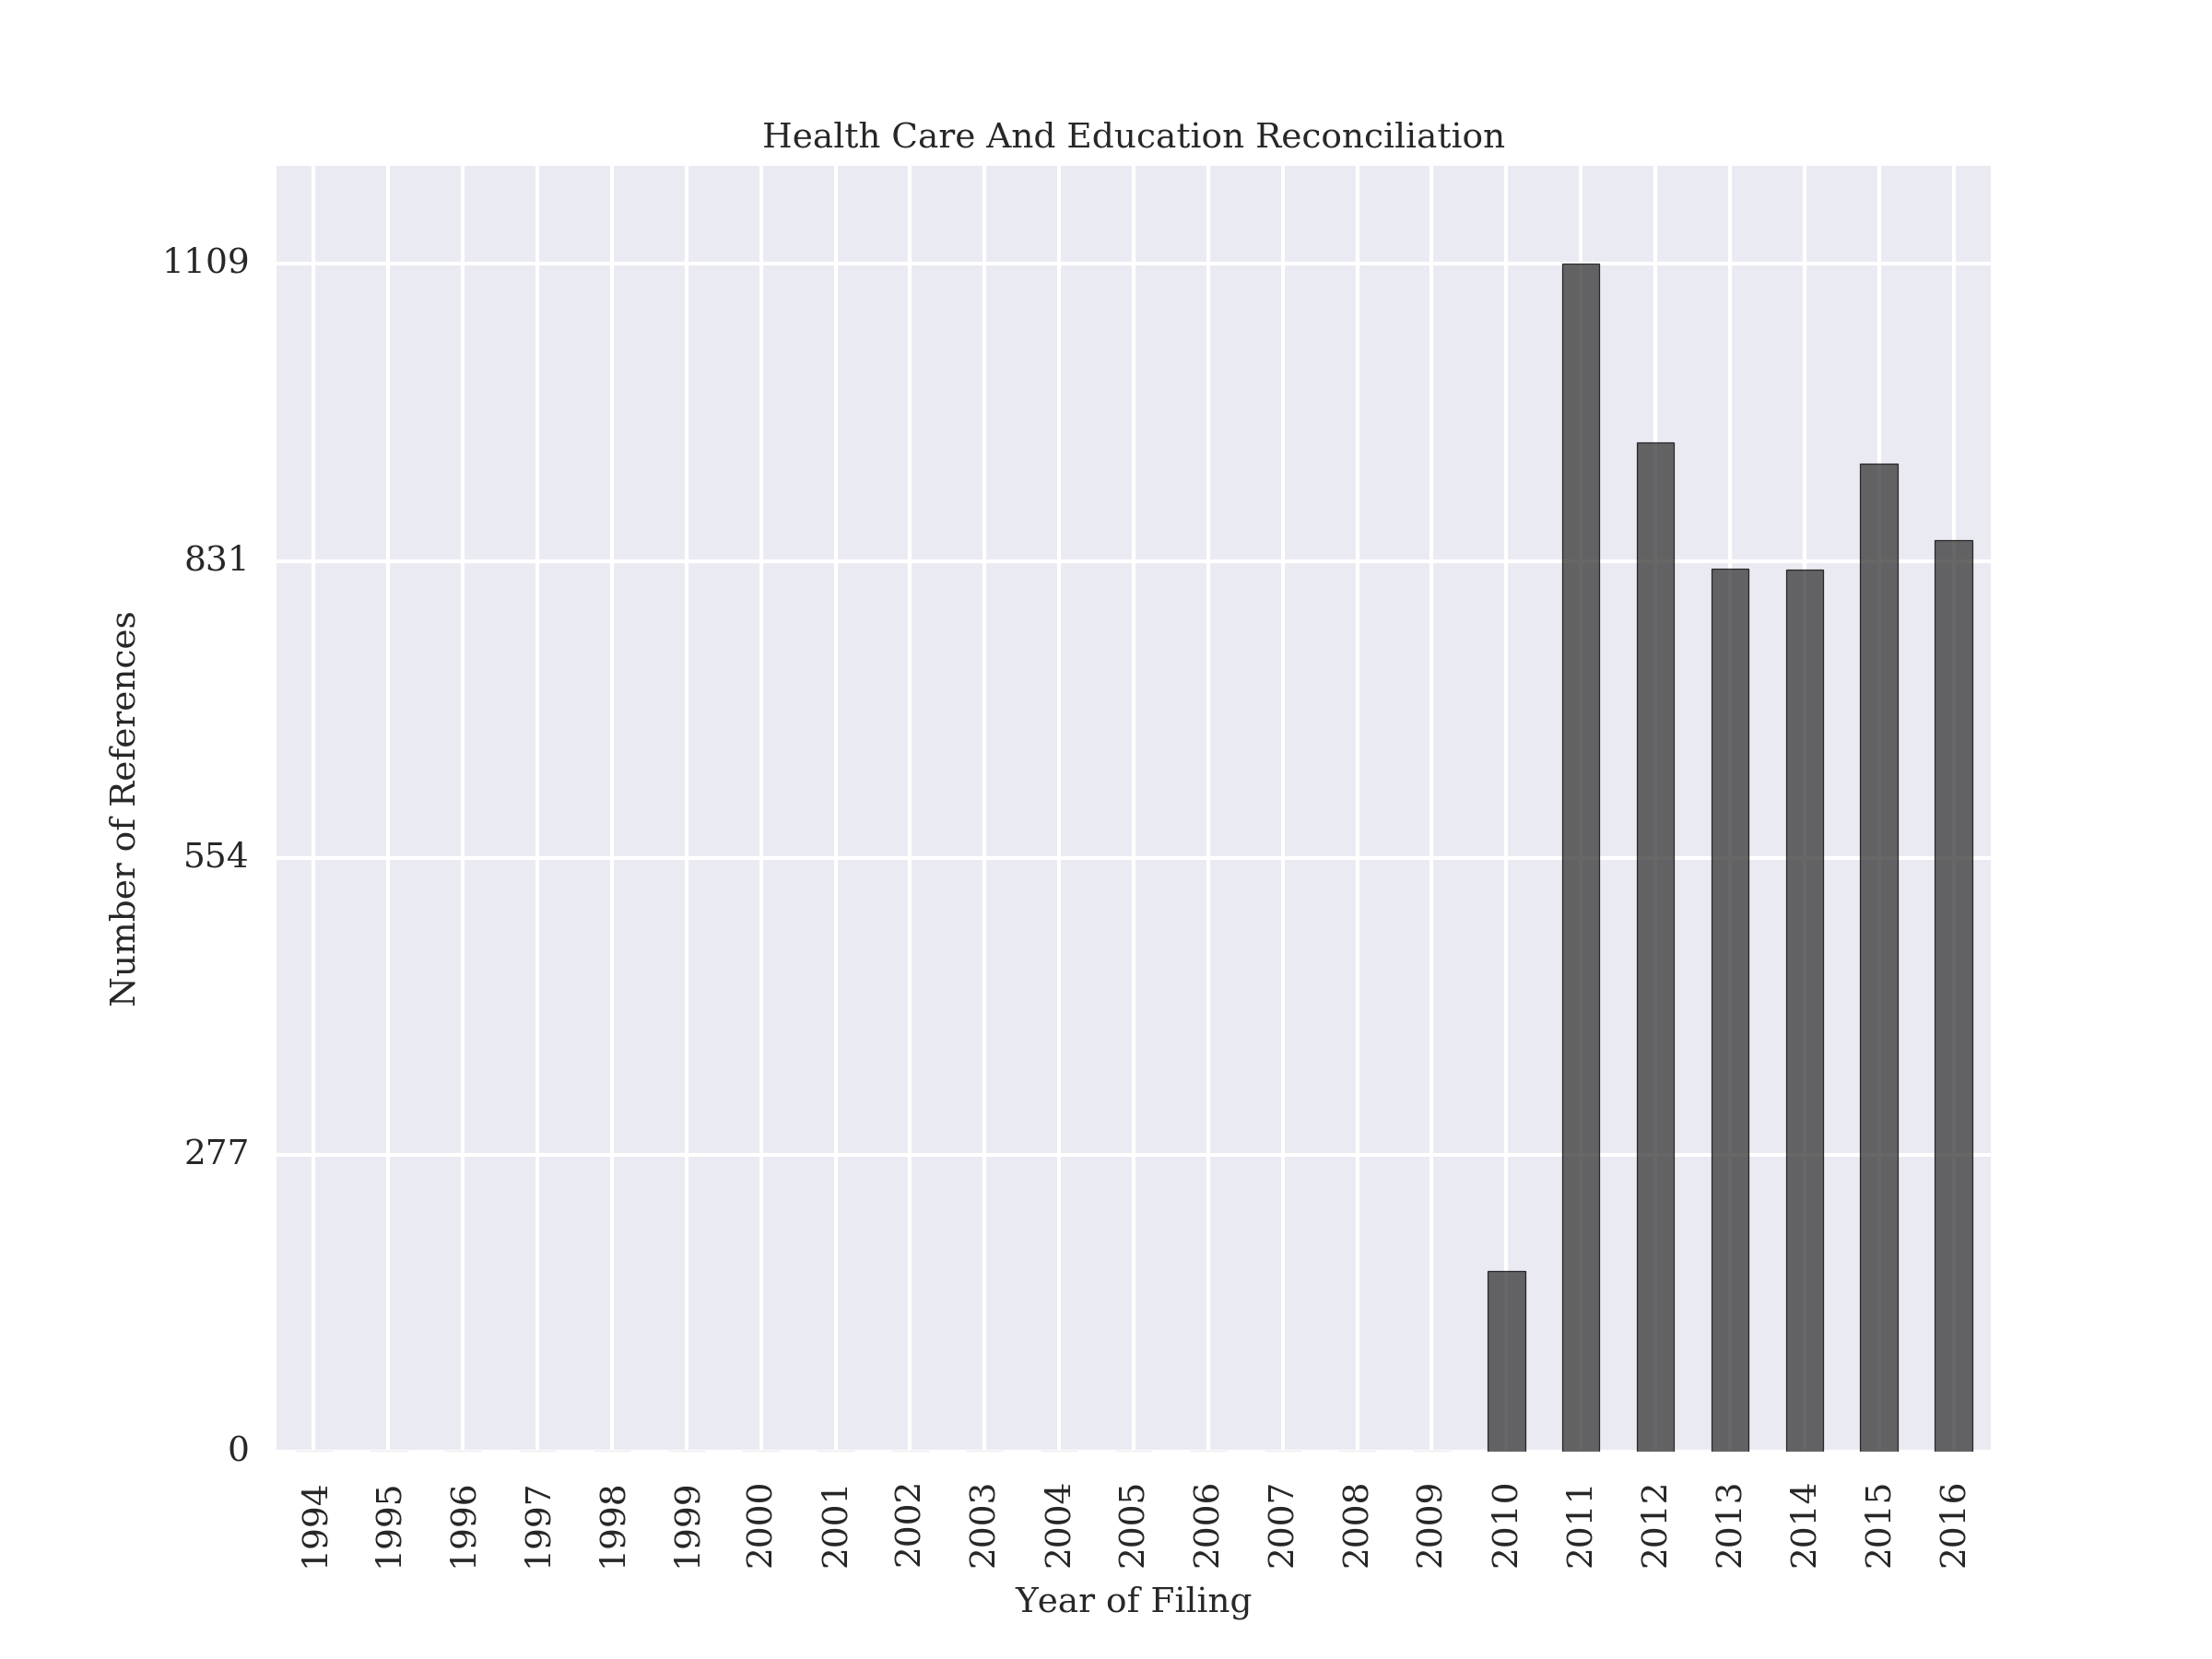 Health Care And Education Reconciliation
Number of References
1109
831
554
277
0
1994 1995 1996 1997 1998 1999 2000 2001 2002 2003 2004 2005 2006 2007 2008 2009 2010 2011 2012 2013 2014 2015 2016
Year of Filing